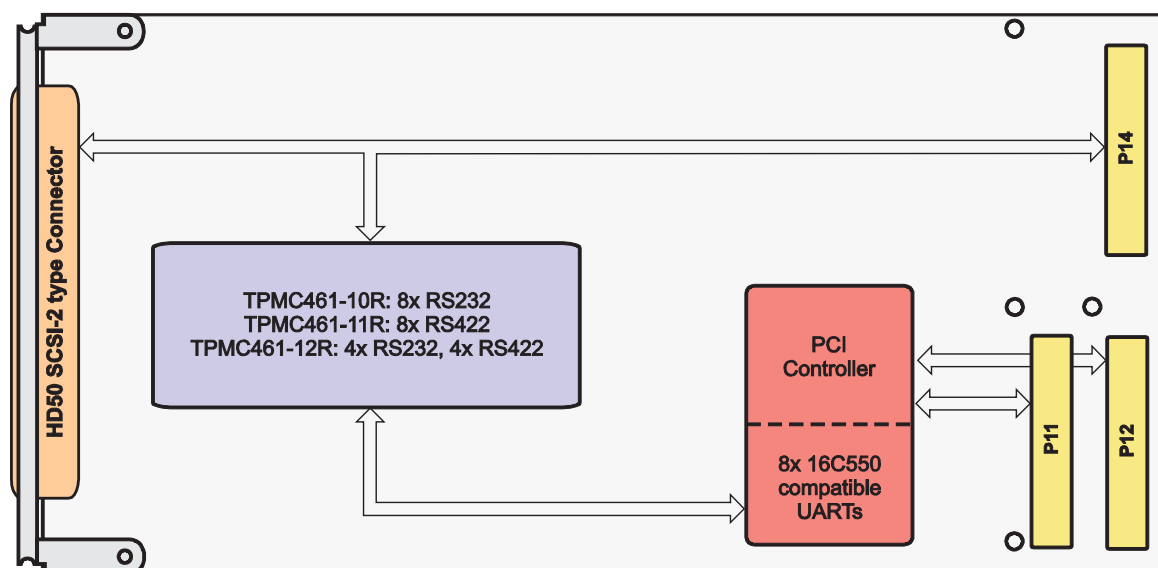 HD50 SCSI-2 type Connector
P14
TPMC461-10R: 8x RS232
TPMC461-11R: 8x RS422
TPMC461-12R: 4x RS232, 4x RS422
PCI
Controller
8x 16C550
compatible
UARTs
P11
P12